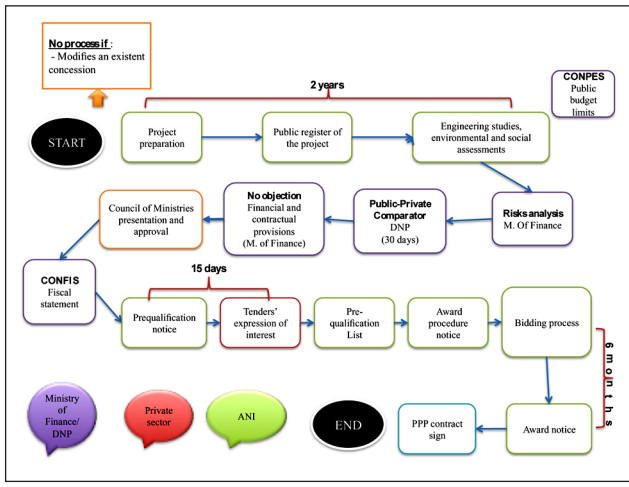 No process if :
- Modifies an existent
concession
2 years
CONPES
Public
budget
limits
START
Project
preparation
Public register of
the project
Engineering studies,
environmental and social
assessments
Council of Ministries
presentation and
approval
No objection
Financial and
contractual
provisions
(M. of Finance)
Public-Private
Comparator
DNP
(30 days)
Risks analysis
M. Of Finance
CONFIS
Fiscal
statement
15 days
Prequalification
notice
Tenders'
expression of
interest
Pre-
qualification
List
Award
procedure
notice
Bidding process
6 months
Ministry
of
Finance/
DNP
Private
sector
ANI
END
PPP contract
sign
Award notice